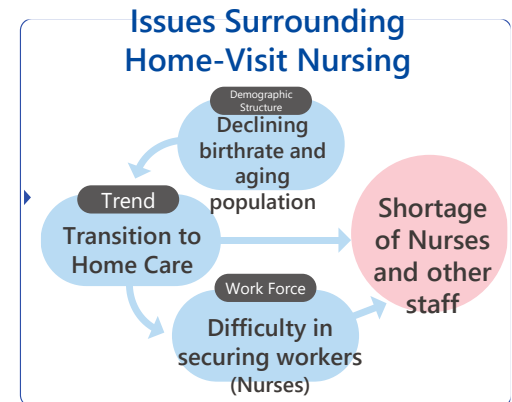 Issues Surrounding
Home-Visit Nursing
Demographic
Structure
Declining
birthrate and
aging
population
Trend
Transition to
Home Care
Shortage
of Nurses
and other
staff
Work Force
Difficulty in
securing workers
(Nurses)